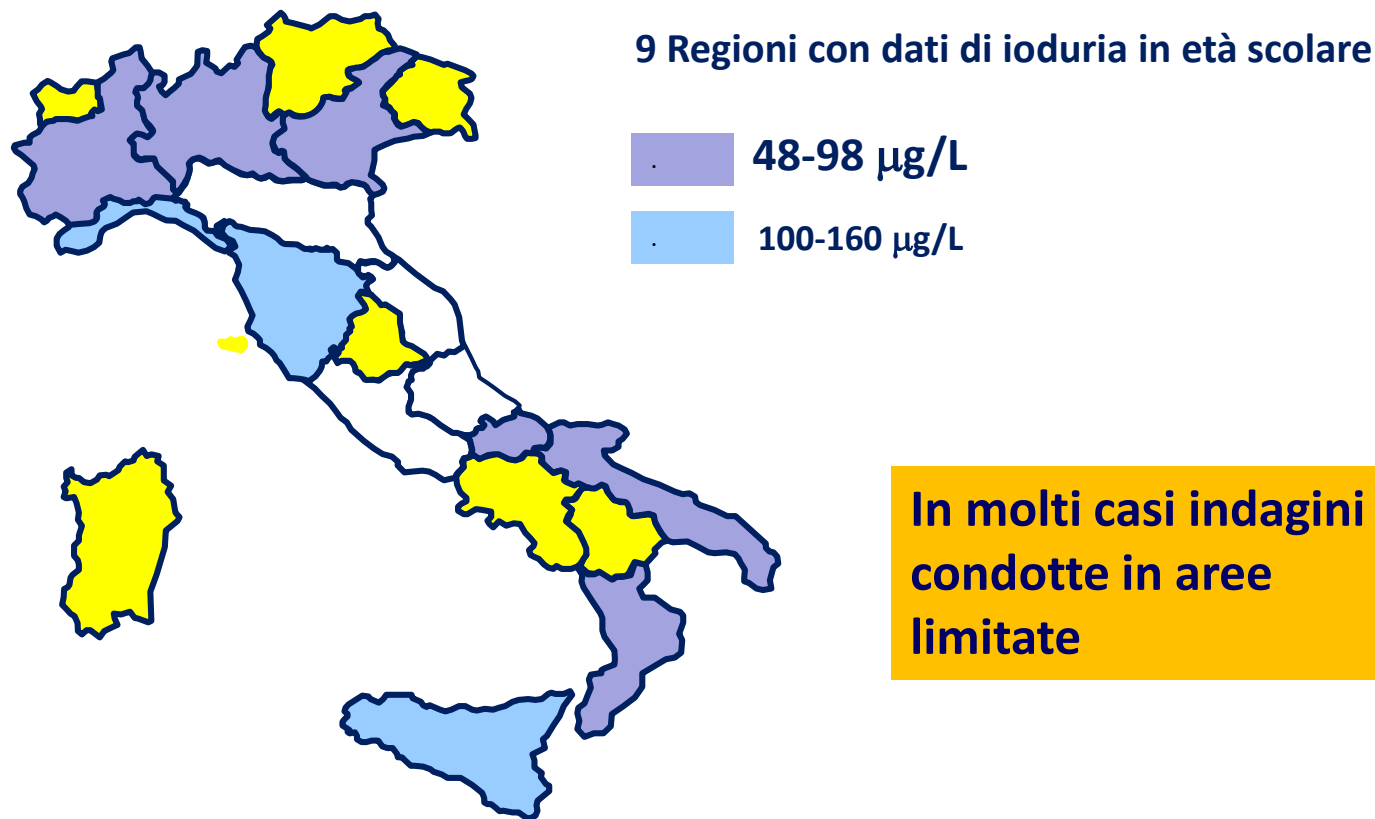 9 Regioni con dati di ioduria in età scolare
. 48-98 μg/L
. 100-160 μg/L
In molti casi indagini
condotte in aree
limitate